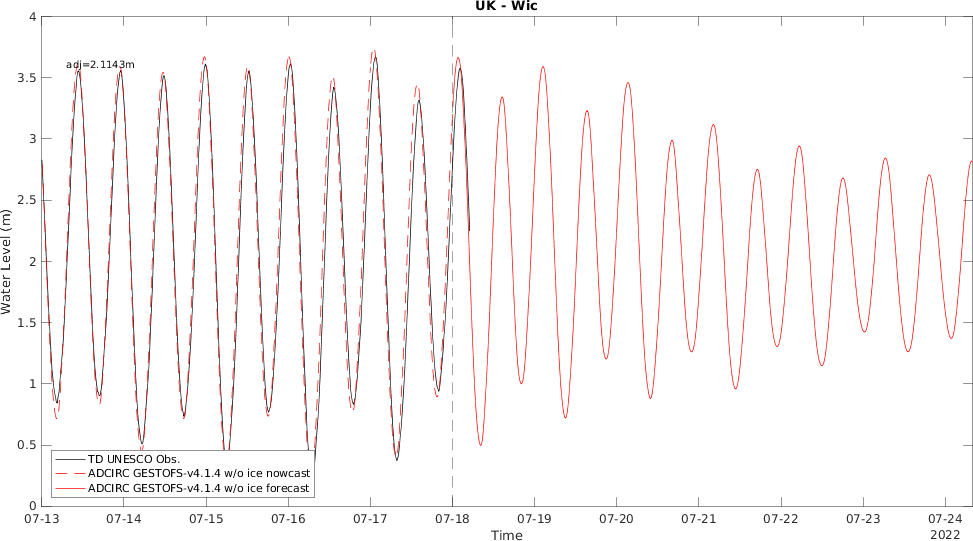 UK - Wic
4
adj=2.1143m
3.5
3
2.5
2
1.5
1
0.5
0
Water Level (m)
TD UNESCO Obs.
ADCIRC GESTOFS-v4.1.4 w/o ice nowcast
ADCIRC GESTOFS-v4.1.4 w/o ice forecast
07-13 07-14 07-15 07-16 07-17 07-18 07-19 07-20 07-21 07-22 07-23 07-24
Time
2022